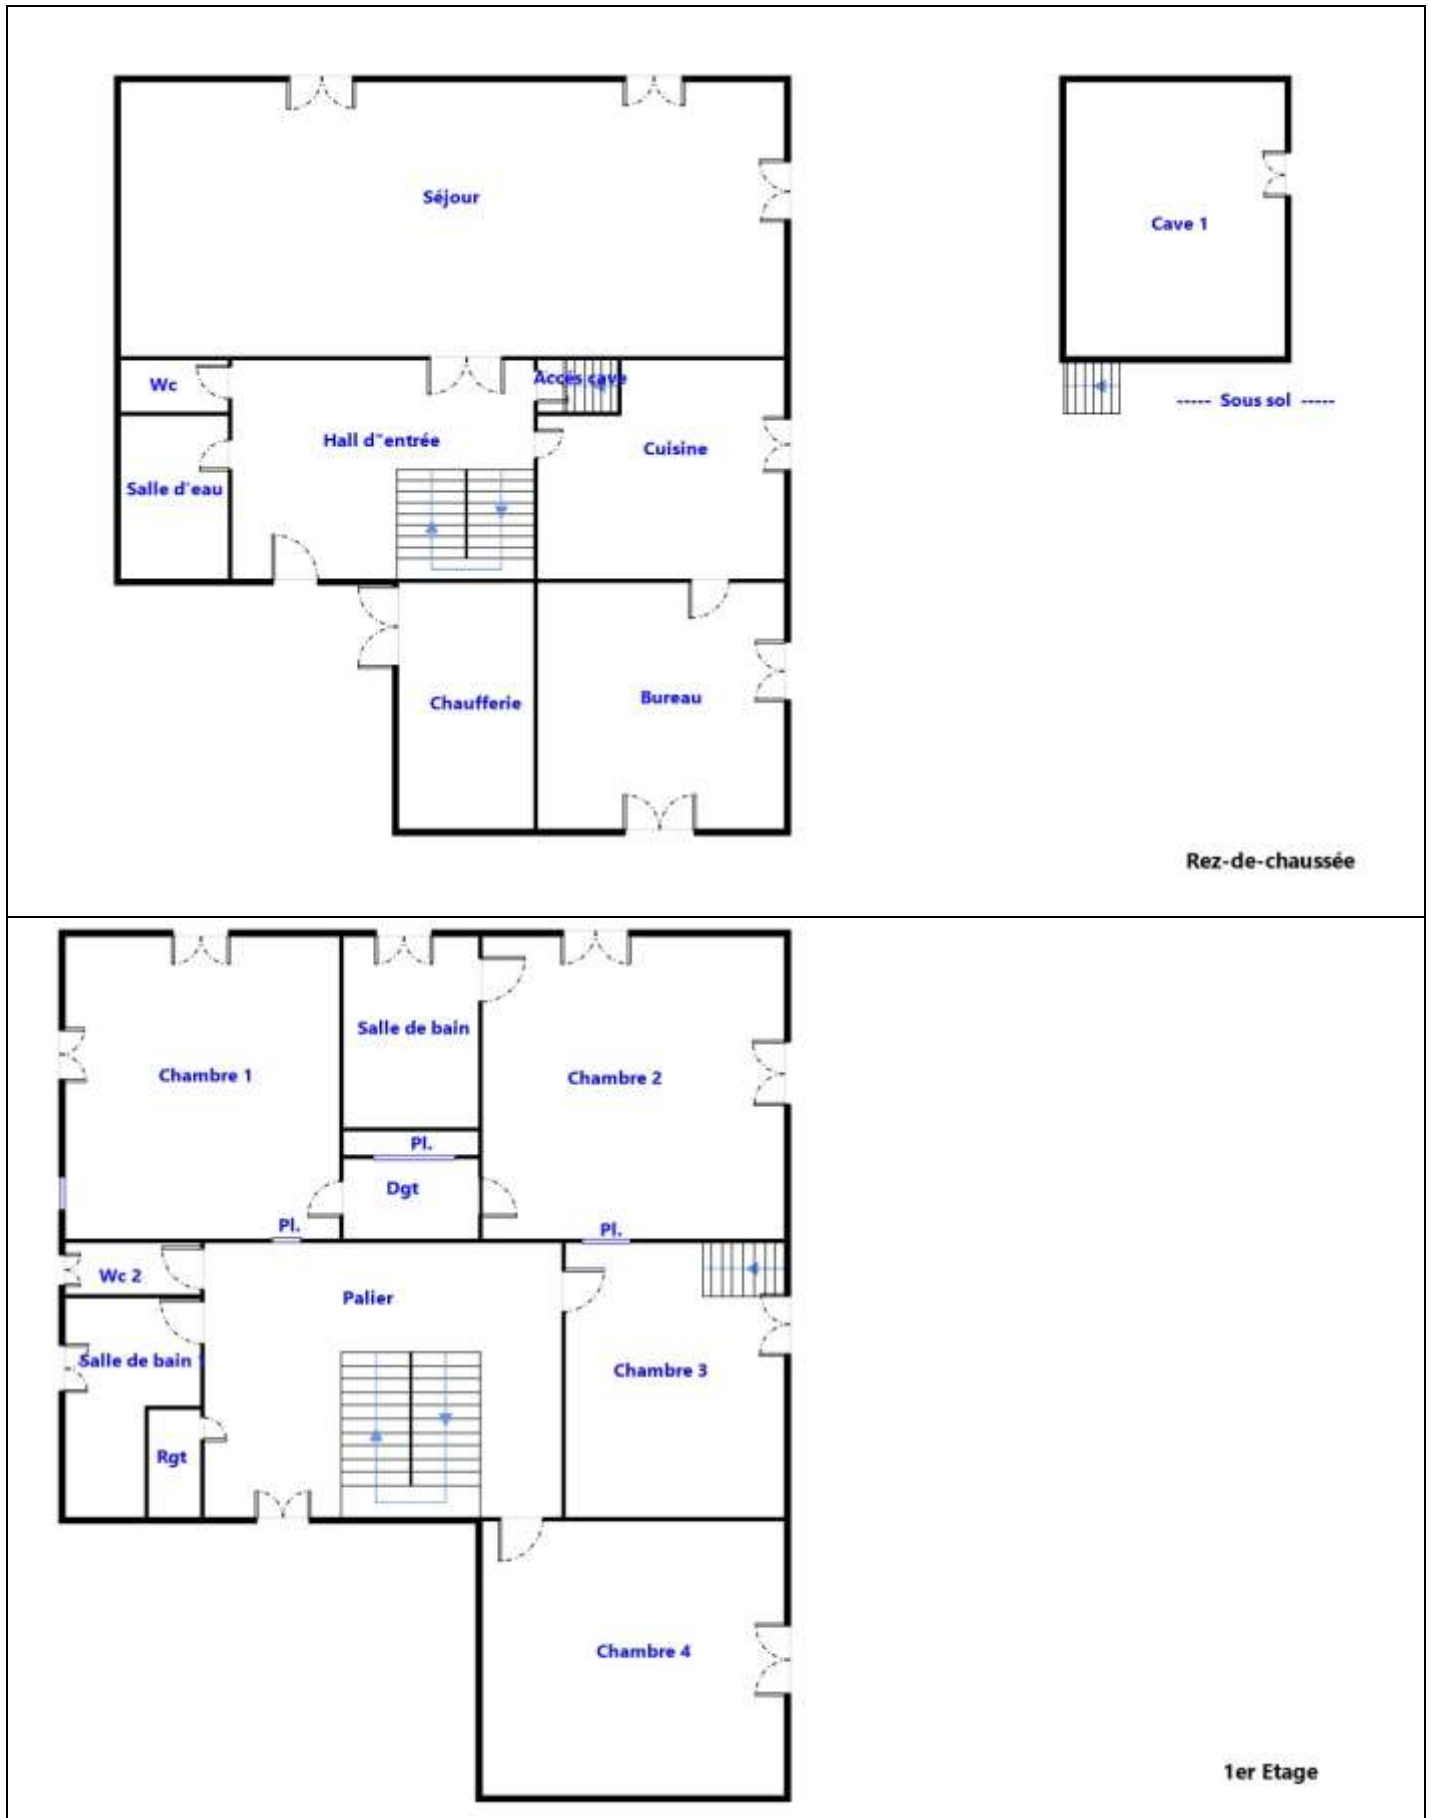 Séjour
Cave 1
Accés cave
Wc
----- Sous sol -----
Hall d"entrée
Cuisine
Salle d'eau
Chaufferie
Bureau
Rez-de-chaussée
Salle de bain
Chambre 1
Chambre 2
Pl.
Dgt
Pl.
Pl.
Wc 2
Palier
Salle de bain
Chambre 3
Rgt
Chambre 4
1er Etage